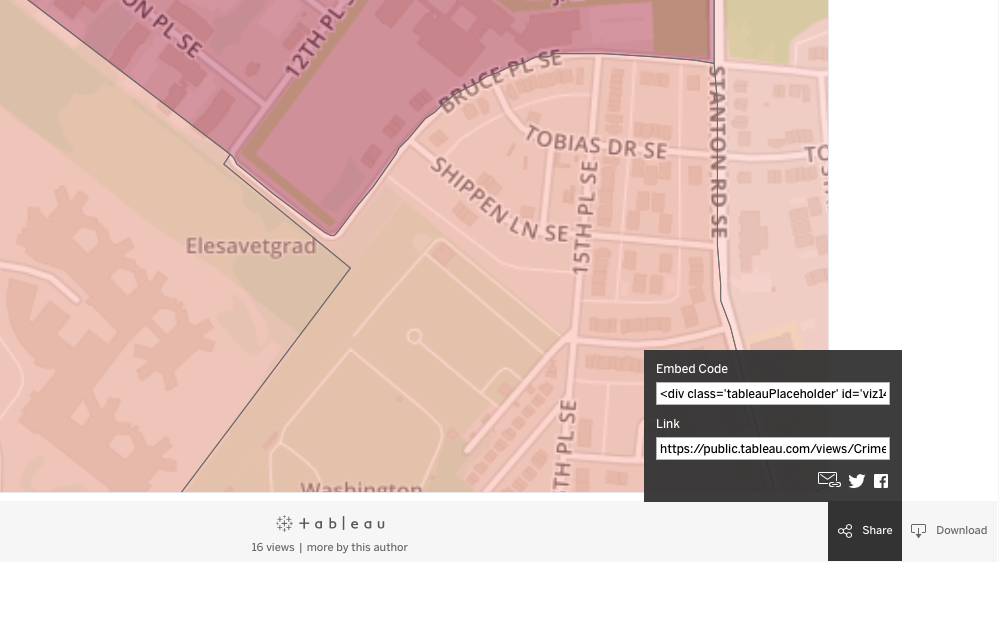 ON PL SE
12TH PL S
BRUCE PL SE
STANTON RD SE
TOBIAS DR SE
TO
SHIPPEN LN SE
15TH PL SE
Elesavetgrad
TH PL SE
Washington
Embed Code
<div class='tableauPlaceholder' id='viz14
Link
https://public.tableau.com/views/Crime
+ableau
16 views | more by this author
Share
Download